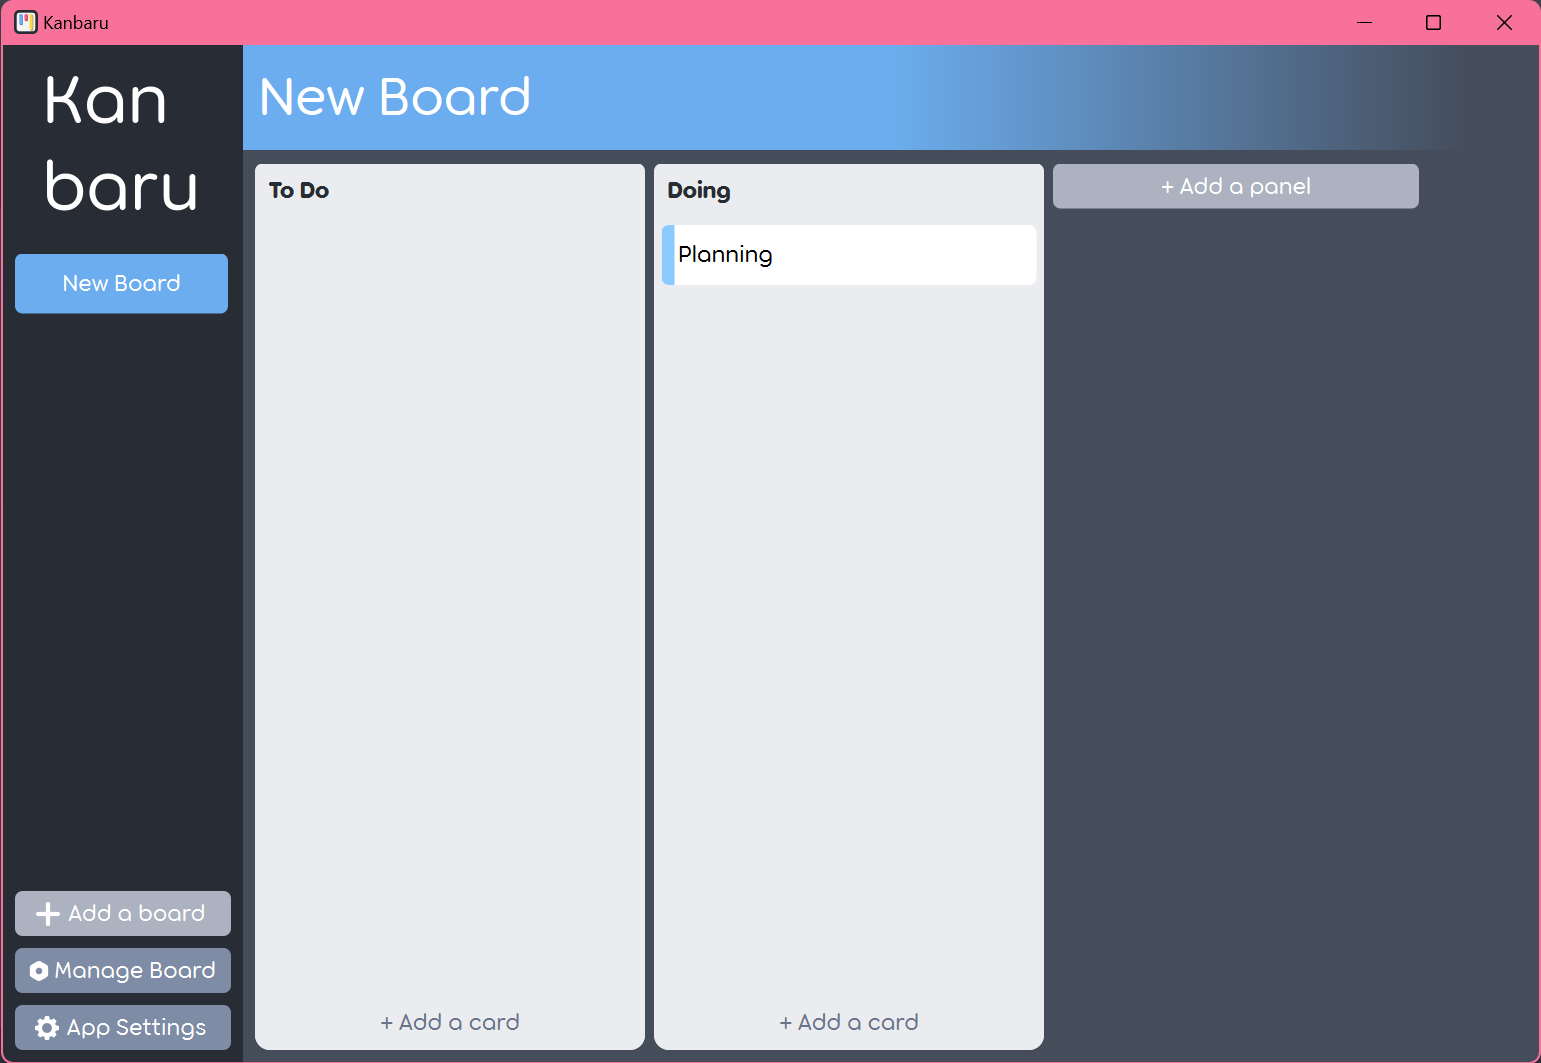 Kanbaru
Kan
baru
New Board
Add a board
Manage Board
App Settings
New Board
To Do
+ Add a card
Doing
Planning
+ Add a card
+ Add a panel